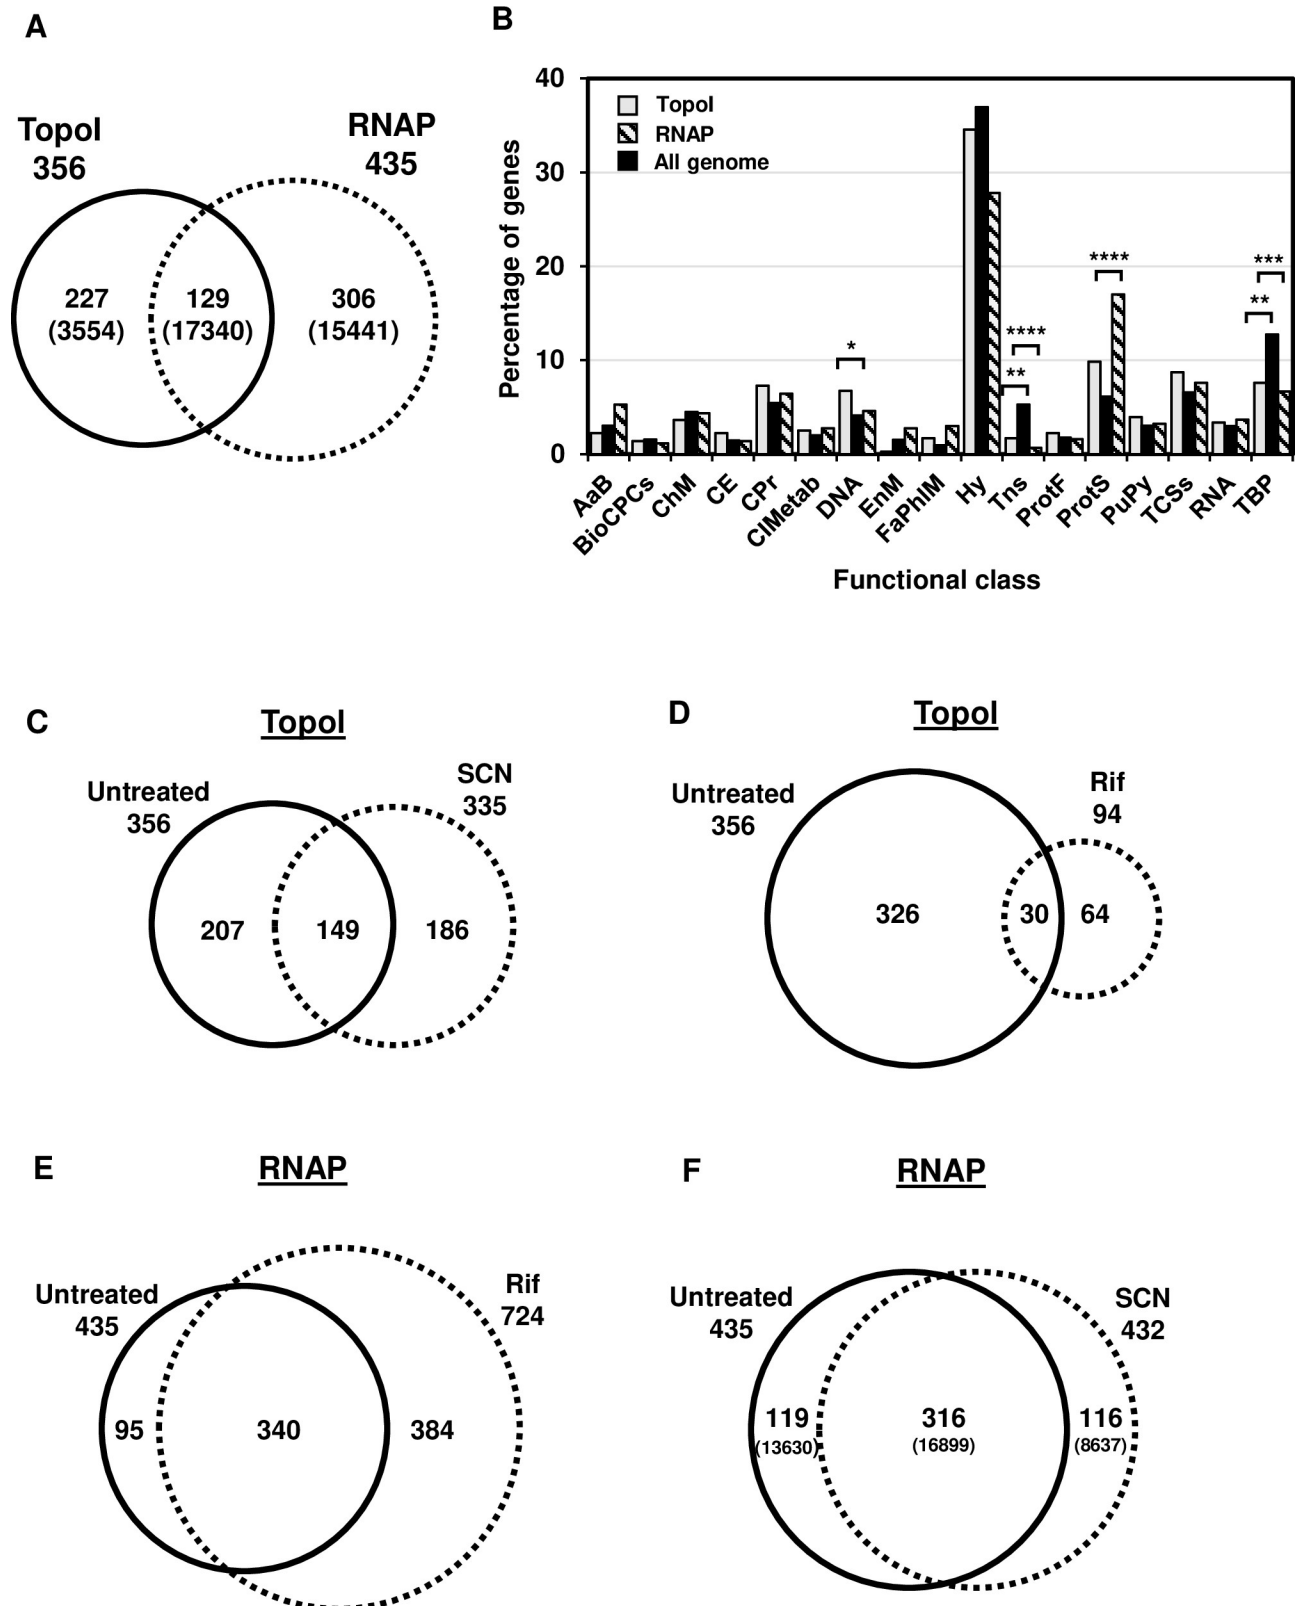 A
TopoI
356
RNAP
435
227
(3554)
129
(17340)
306
(15441)
B
Percentage of genes
40
30
20
10
0
TopoI
RNAP
All genome
*
****
**
****
***
**
AaB
BioCPCs
ChM
CE
CPr
CIMetab
DNA
EnM
FaPhlM
Hy
Tns
ProtF
ProtS
PuPy
TCSs
RNA
TBP
Functional class
C
TopoI
Untreated
356
SCN
335
207
149
186
D
TopoI
Untreated
356
Rif
94
326
30
64
E
RNAP
Untreated
435
Rif
724
95
340
384
F
RNAP
Untreated
435
SCN
432
119
(13630)
316
(16899)
116
(8637)